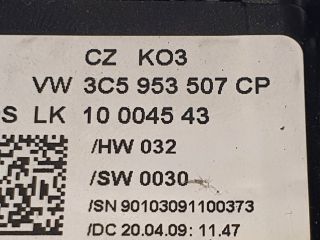 CZ KO3
VW 3C5 953 507 CP
S LK 10 0045 43
/HW 032
/SW 0030
/SN 90103091100373
/DC 20.04.09: 11.47